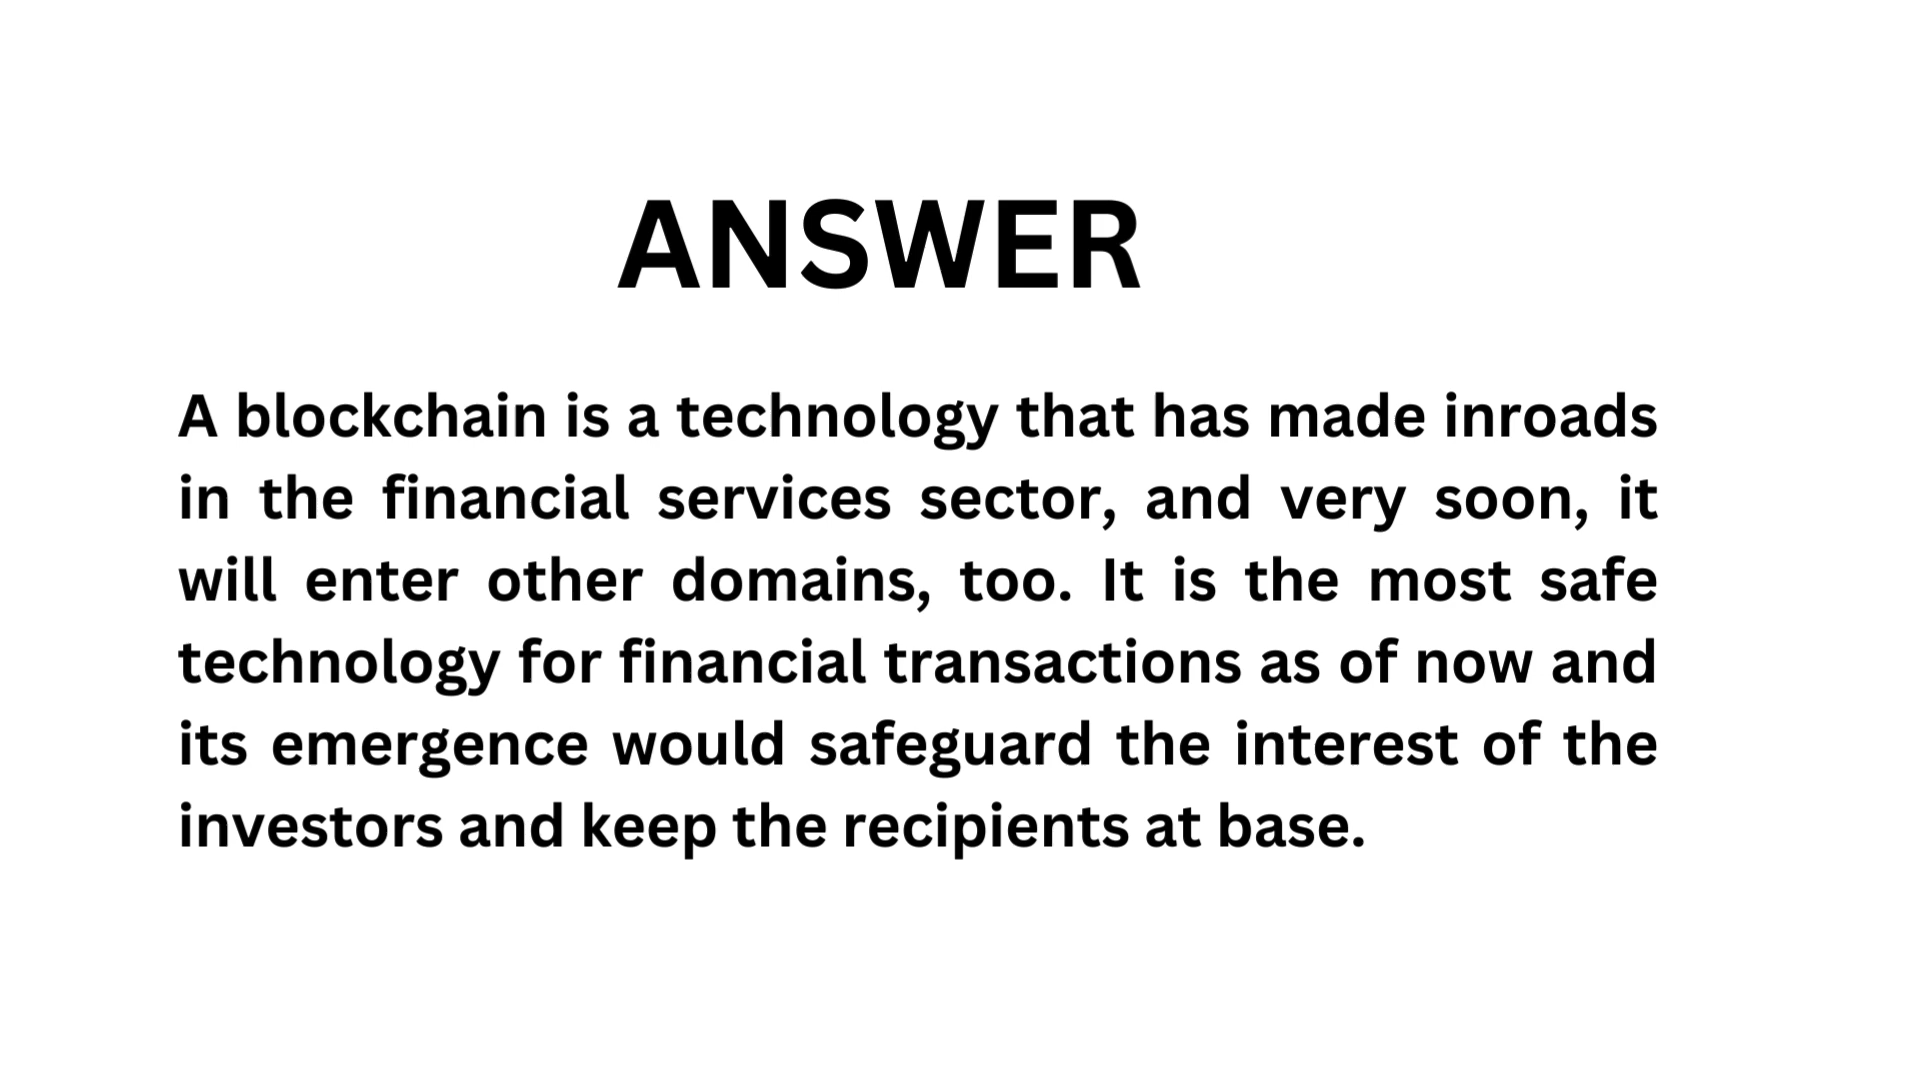 ANSWER
A blockchain is a technology that has made inroads
in the financial services sector, and very soon, it
will enter other domains, too. It is the most safe
technology for financial transactions as of now and
its emergence would safeguard the interest of the
investors and keep the recipients at base.